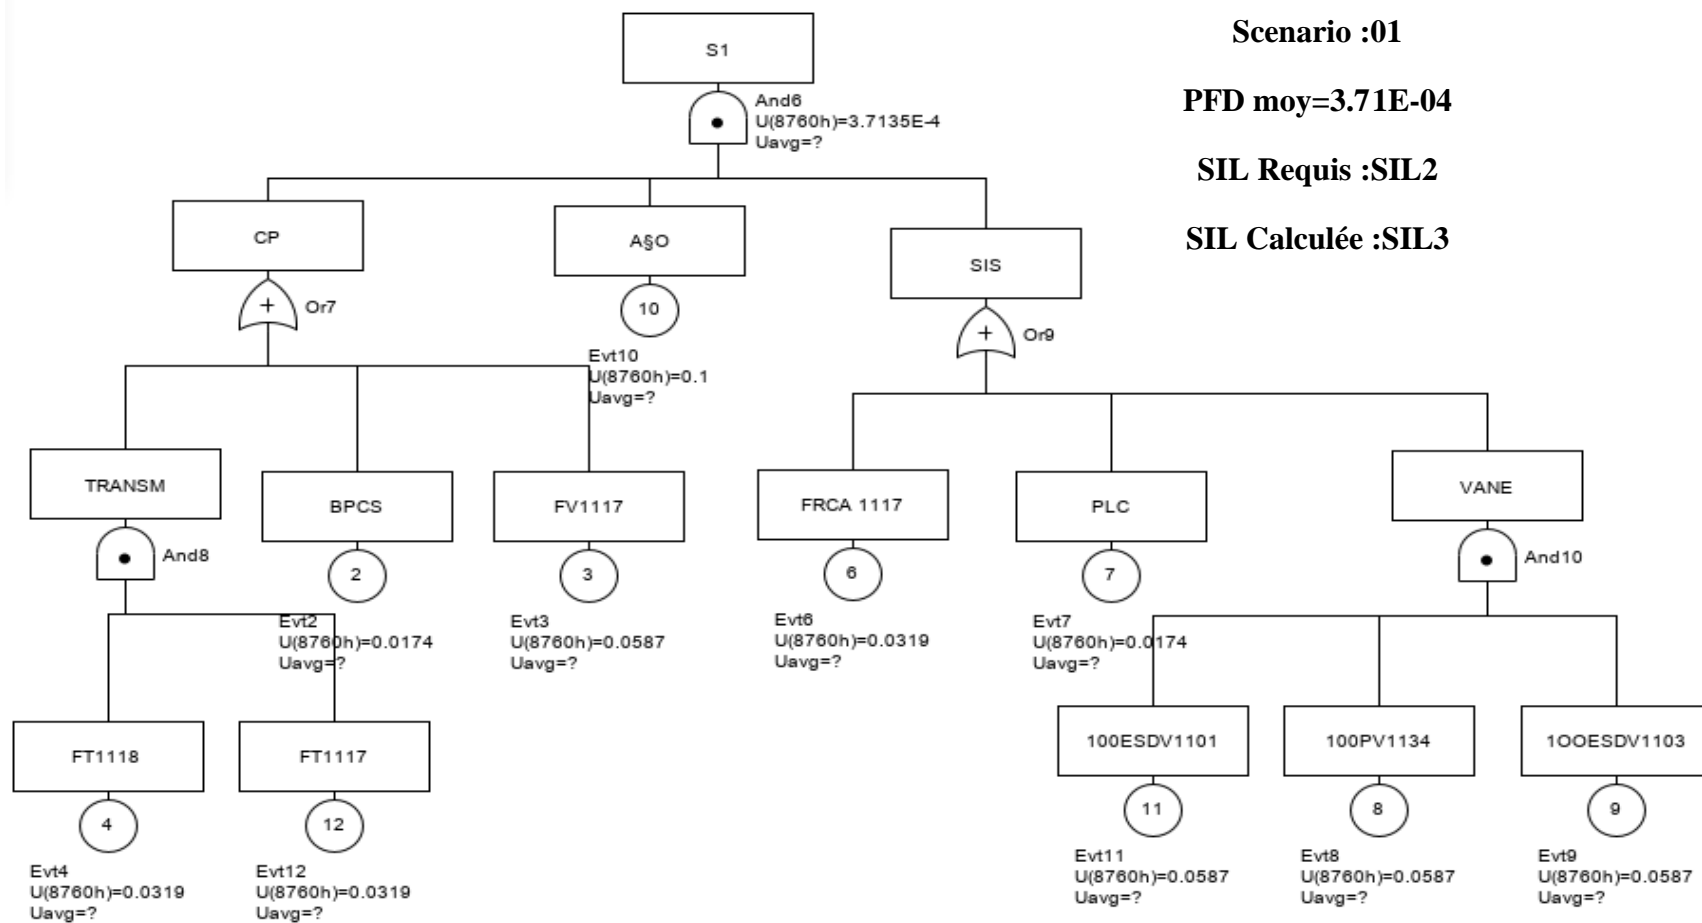 Scenario :01
PFD moy=3.71E-04
SIL Requis :SIL2
SIL Calculée :SIL3
S1
And6
U(8760h)=3.7135E-4
Uavg=?
CP
Or7
A§O
10
Evt10
U(8760h)=0.1
Uavg=?
SIS
Or9
TRANSM
And8
BPCS
2
Evt2
U(8760h)=0.0174
Uavg=?
FV1117
3
Evt3
U(8760h)=0.0587
Uavg=?
FRCA 1117
6
Evt6
U(8760h)=0.0319
Uavg=?
PLC
7
Evt7
U(8760h)=0.0174
Uavg=?
VANE
And10
FT1118
4
Evt4
U(8760h)=0.0319
Uavg=?
FT1117
12
Evt12
U(8760h)=0.0319
Uavg=?
100ESDV1101
11
Evt11
U(8760h)=0.0587
Uavg=?
100PV1134
8
Evt8
U(8760h)=0.0587
Uavg=?
1OOESDV1103
9
Evt9
U(8760h)=0.0587
Uavg=?